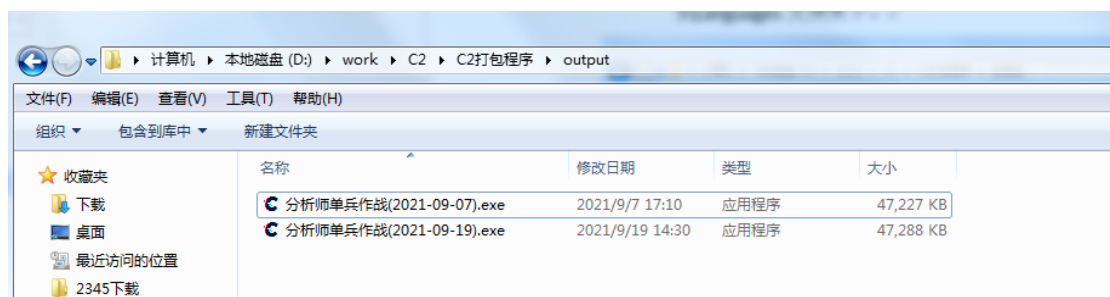 计算机 ▸ 本地磁盘 (D:) ▸ work ▸ C2 ▸ C2打包程序 ▸ output
文件(F) 编辑(E) 查看(V) 工具(T) 帮助(H)
组织 ▼ 包含到库中 ▼ 新建文件夹
收藏夹
下载
桌面
最近访问的位置
2345下载
名称 修改日期 类型 大小
分析师单兵作战(2021-09-07).exe 2021/9/7 17:10 应用程序 47,227 KB
分析师单兵作战(2021-09-19).exe 2021/9/19 14:30 应用程序 47,288 KB